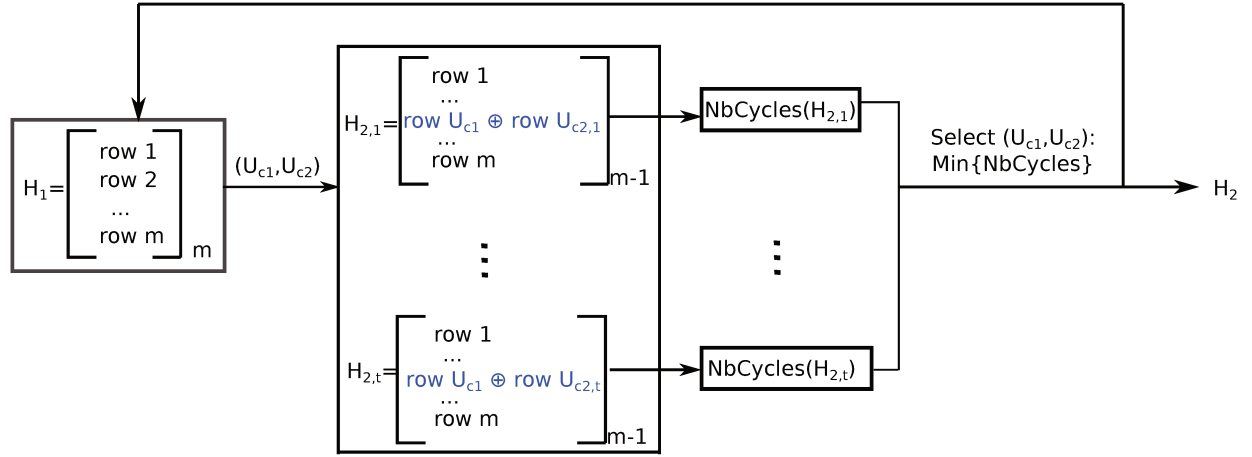 H1=
row 1
row 2
...
row m
m
(Uc1,Uc2)
H2,1=
row 1
...
row Uc1 ⊕ row Uc2,1
...
row m
m-1
⋮
H2,t=
row 1
...
row Uc1 ⊕ row Uc2,t
...
row m
m-1
NbCycles(H2,1)
⋮
NbCycles(H2,t)
Select (Uc1,Uc2):
Min{NbCycles}
H2